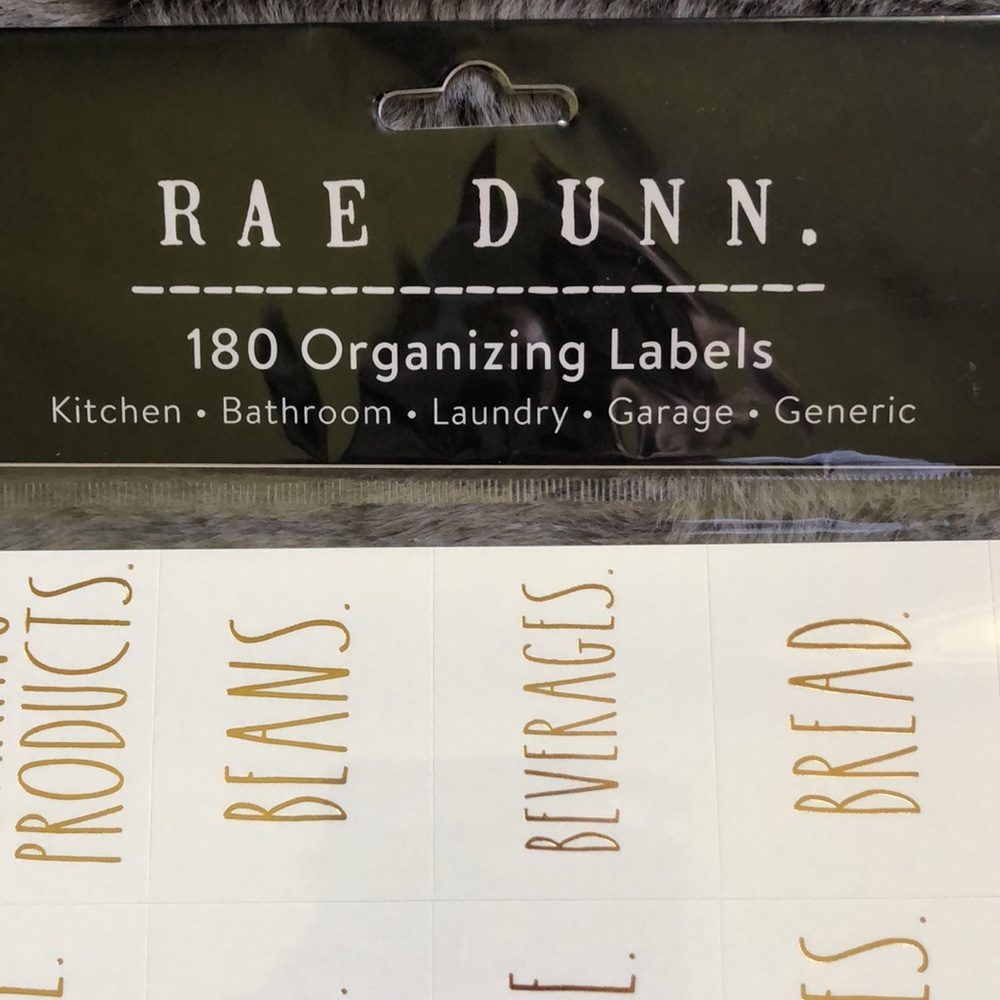 RAE DUNN.
180 Organizing Labels
Kitchen • Bathroom • Laundry • Garage • Generic
PRODUCTS.
BEANS.
BEVERAGES.
BREAD.